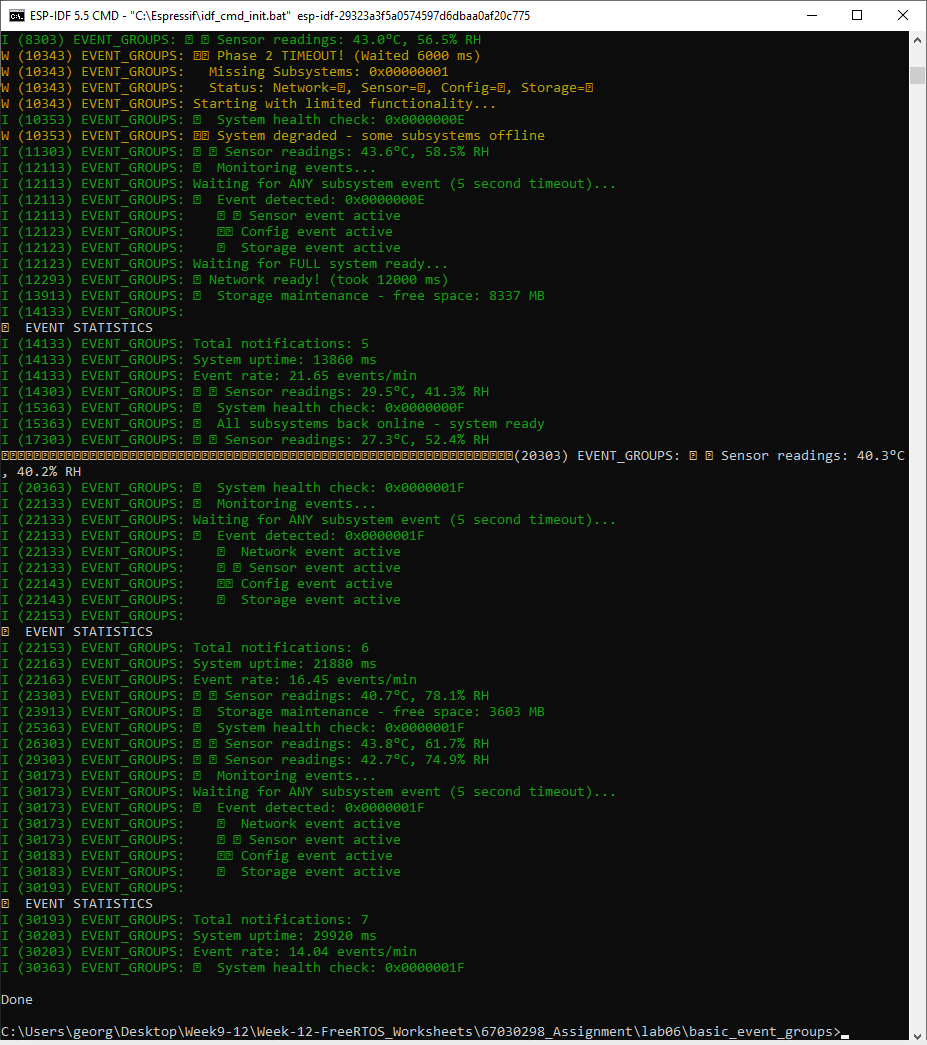 ESP-IDF 5.5 CMD - "C:\Espressif\idf_cmd_init.bat" esp-idf-29323a3f5a0574597d6dbaa0af20c775
I (8303) EVENT_GROUPS: ⍰ ⍰ Sensor readings: 43.0°C, 56.5% RH
W (10343) EVENT_GROUPS: ⍰⍰ Phase 2 TIMEOUT! (Waited 6000 ms)
W (10343) EVENT_GROUPS:   Missing Subsystems: 0x00000001
W (10343) EVENT_GROUPS:   Status: Network=⍰, Sensor=⍰, Config=⍰, Storage=⍰
W (10343) EVENT_GROUPS: Starting with limited functionality...
I (10353) EVENT_GROUPS: ⍰  System health check: 0x0000000E
W (10353) EVENT_GROUPS: ⍰⍰ System degraded - some subsystems offline
I (11303) EVENT_GROUPS: ⍰ ⍰ Sensor readings: 43.6°C, 58.5% RH
I (12113) EVENT_GROUPS: ⍰  Monitoring events...
I (12113) EVENT_GROUPS: Waiting for ANY subsystem event (5 second timeout)...
I (12113) EVENT_GROUPS: ⍰  Event detected: 0x0000000E
I (12113) EVENT_GROUPS:    ⍰ ⍰ Sensor event active
I (12123) EVENT_GROUPS:    ⍰⍰ Config event active
I (12123) EVENT_GROUPS:    ⍰  Storage event active
I (12123) EVENT_GROUPS: Waiting for FULL system ready...
I (12293) EVENT_GROUPS: ⍰ Network ready! (took 12000 ms)
I (13913) EVENT_GROUPS: ⍰  Storage maintenance - free space: 8337 MB
I (14133) EVENT_GROUPS:
⍰  EVENT STATISTICS
I (14133) EVENT_GROUPS: Total notifications: 5
I (14133) EVENT_GROUPS: System uptime: 13860 ms
I (14133) EVENT_GROUPS: Event rate: 21.65 events/min
I (14303) EVENT_GROUPS: ⍰ ⍰ Sensor readings: 29.5°C, 41.3% RH
I (15363) EVENT_GROUPS: ⍰  System health check: 0x0000000F
I (15363) EVENT_GROUPS: ⍰  All subsystems back online - system ready
I (17303) EVENT_GROUPS: ⍰ ⍰ Sensor readings: 27.3°C, 52.4% RH
(20303) EVENT_GROUPS: ⍰ ⍰ Sensor readings: 40.3°C
, 40.2% RH
I (20363) EVENT_GROUPS: ⍰  System health check: 0x0000001F
I (22133) EVENT_GROUPS: ⍰  Monitoring events...
I (22133) EVENT_GROUPS: Waiting for ANY subsystem event (5 second timeout)...
I (22133) EVENT_GROUPS: ⍰  Event detected: 0x0000001F
I (22133) EVENT_GROUPS:    ⍰  Network event active
I (22133) EVENT_GROUPS:    ⍰ ⍰ Sensor event active
I (22143) EVENT_GROUPS:    ⍰⍰ Config event active
I (22143) EVENT_GROUPS:    ⍰  Storage event active
I (22153) EVENT_GROUPS:
⍰  EVENT STATISTICS
I (22153) EVENT_GROUPS: Total notifications: 6
I (22163) EVENT_GROUPS: System uptime: 21880 ms
I (22163) EVENT_GROUPS: Event rate: 16.45 events/min
I (23303) EVENT_GROUPS: ⍰ ⍰ Sensor readings: 40.7°C, 78.1% RH
I (23913) EVENT_GROUPS: ⍰  Storage maintenance - free space: 3603 MB
I (25363) EVENT_GROUPS: ⍰  System health check: 0x0000001F
I (26303) EVENT_GROUPS: ⍰ ⍰ Sensor readings: 43.8°C, 61.7% RH
I (29303) EVENT_GROUPS: ⍰ ⍰ Sensor readings: 42.7°C, 74.9% RH
I (30173) EVENT_GROUPS: ⍰  Monitoring events...
I (30173) EVENT_GROUPS: Waiting for ANY subsystem event (5 second timeout)...
I (30173) EVENT_GROUPS: ⍰  Event detected: 0x0000001F
I (30173) EVENT_GROUPS:    ⍰  Network event active
I (30173) EVENT_GROUPS:    ⍰ ⍰ Sensor event active
I (30183) EVENT_GROUPS:    ⍰⍰ Config event active
I (30183) EVENT_GROUPS:    ⍰  Storage event active
I (30193) EVENT_GROUPS:
⍰  EVENT STATISTICS
I (30193) EVENT_GROUPS: Total notifications: 7
I (30203) EVENT_GROUPS: System uptime: 29920 ms
I (30203) EVENT_GROUPS: Event rate: 14.04 events/min
I (30363) EVENT_GROUPS: ⍰  System health check: 0x0000001F
Done
C:\Users\georg\Desktop\Week9-12\Week-12-FreeRTOS_Worksheets\67030298_Assignment\lab06\basic_event_groups>